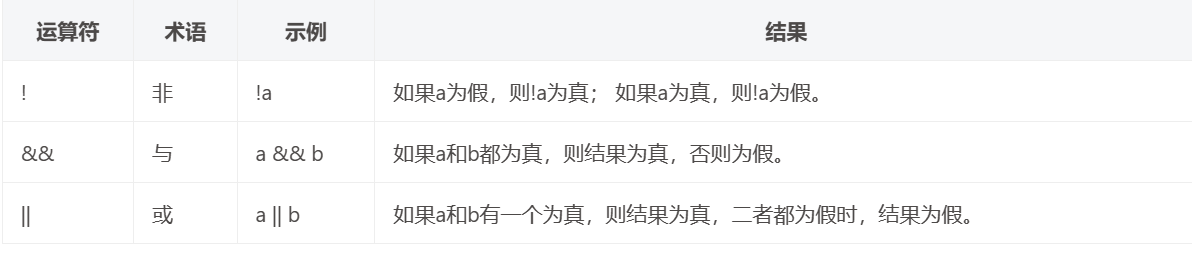 运算符 术语 示例 结果
! 非 !a 如果a为假，则!a为真； 如果a为真，则!a为假。
&& 与 a && b 如果a和b都为真，则结果为真，否则为假。
|| 或 a || b 如果a和b有一个为真，则结果为真，二者都为假时，结果为假。